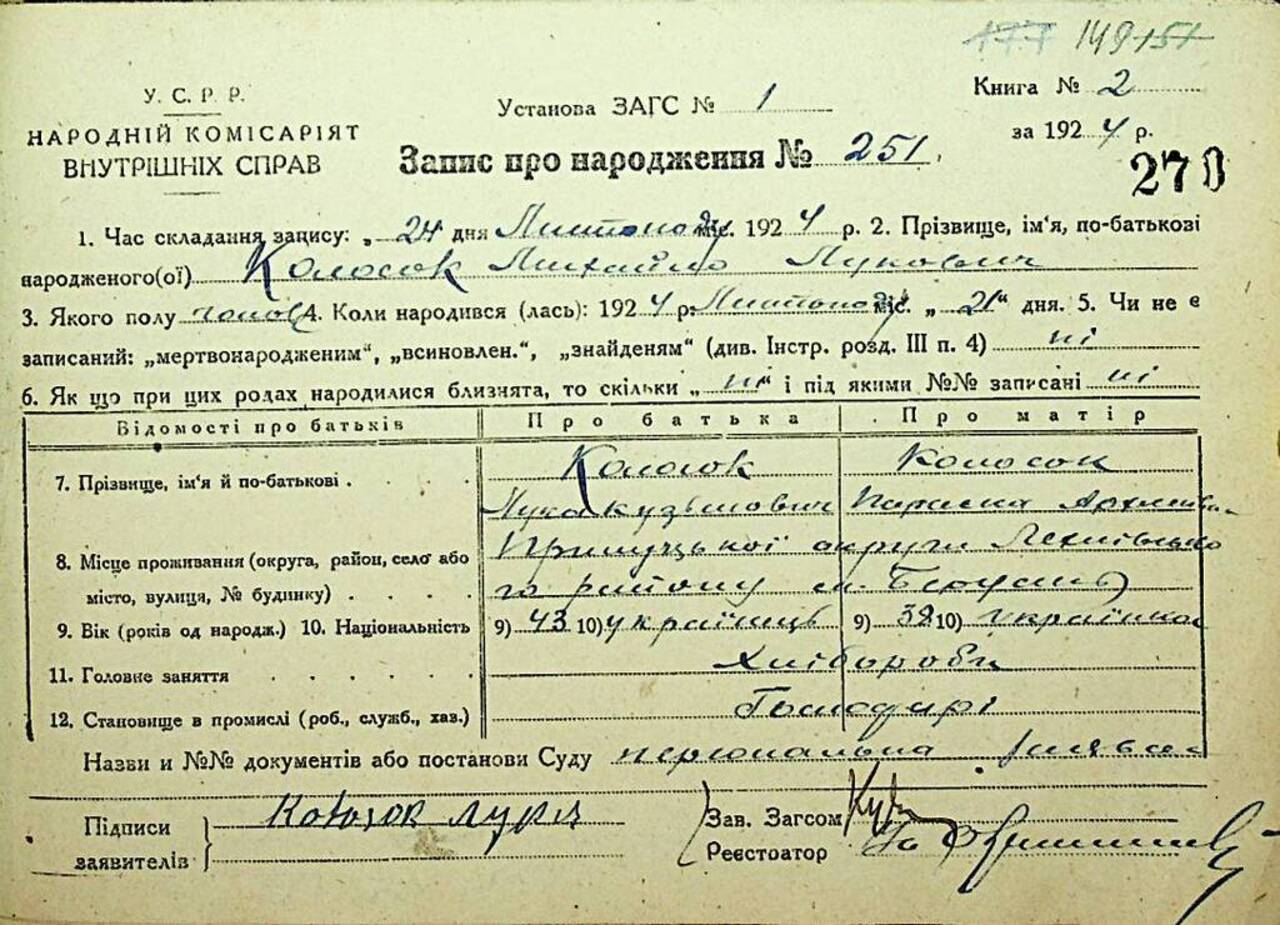 177 149 151
У. С. Р. Р.
НАРОДНІЙ КОМІСАРІЯТ
ВНУТРІШНІХ СПРАВ
Установа ЗАГС № 1
Книга № 2
за 1924 р.
Запис про народження № 251
270
1. Час складання запису: „ 24 дня Листопаду міс. 1924 р. 2. Прізвище, ім'я, по-батькові
народженого(ої) Колосок Михайло Лукович
3. Якого полу чолов 4. Коли народився (лась): 1924 р. Листопаду міс. „ 21 " дня. 5. Чи не є
записаний: „мертвонародженим", „всиновлен.", „знайденям" (див. Інстр. розд. III п. 4) ні
6. Як що при цих родах народилися близнята, то скільки „ ні " і під якими №№ записані ні
Відомості про батьків Про батька Про матір
7. Прізвище, ім'я й по-батькові . Колосок Колосок
Лука Кузьмович Параска
8. Місце проживання (округа, район, село або Прилуцької округи
місто, вулиця, № будинку) . . . . го району
9. Вік (років од народж.) 10. Національність 9) 43 10) українець 9) 39 10) українка
11. Головне заняття . . . . . . Хлібороби
12. Становище в промислі (роб., служб., хаз.) Господарі
Назви и №№ документів або постанови Суду персональна заява
Підписи Колосок Лука
заявителів
Зав. Загсом
Реєстоатор